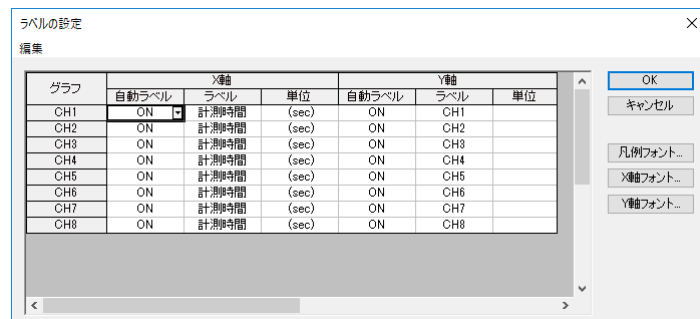 ラベルの設定
編集
グラフ X軸 Y軸
自動ラベル ラベル 単位 自動ラベル ラベル 単位
CH1 ON 計測時間 (sec) ON CH1
CH2 ON 計測時間 (sec) ON CH2
CH3 ON 計測時間 (sec) ON CH3
CH4 ON 計測時間 (sec) ON CH4
CH5 ON 計測時間 (sec) ON CH5
CH6 ON 計測時間 (sec) ON CH6
CH7 ON 計測時間 (sec) ON CH7
CH8 ON 計測時間 (sec) ON CH8
OK
キャンセル
凡例フォント...
X軸フォント...
Y軸フォント...